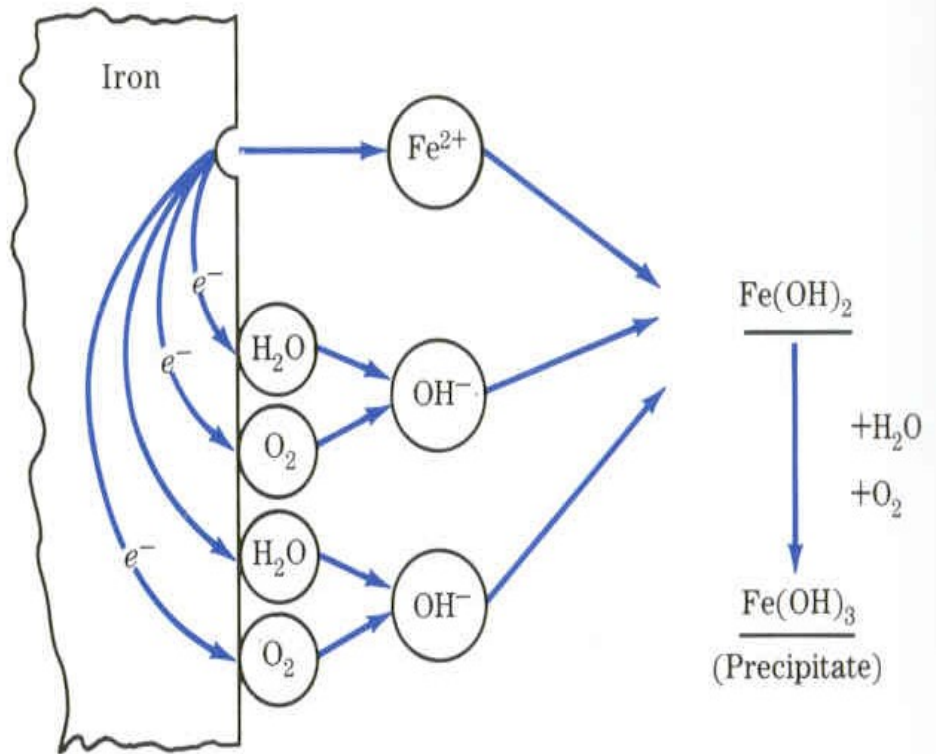 Iron
Fe²⁺
e⁻
H₂O
Fe(OH)₂
e⁻
OH⁻
+H₂O
O₂
+O₂
H₂O
e⁻
OH⁻
Fe(OH)₃
O₂
(Precipitate)